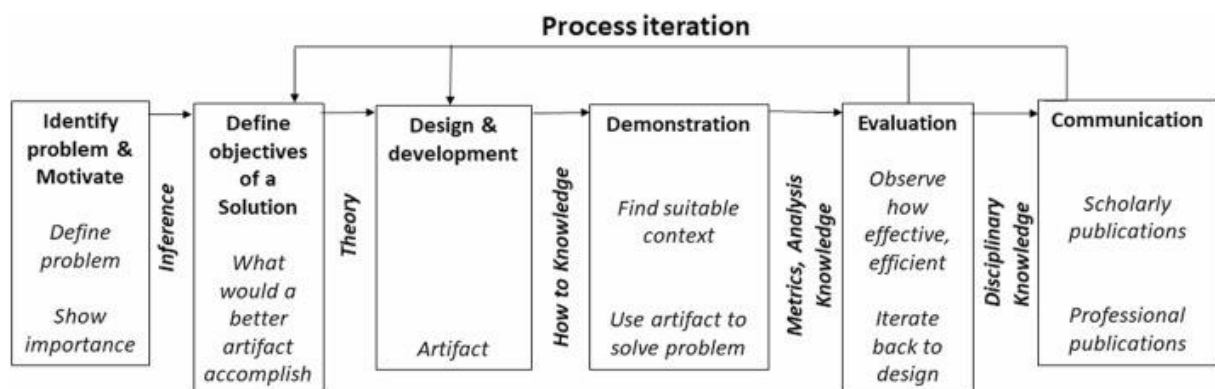 Process iteration
Identify
problem &
Motivate
Define
problem
Show
importance
Inference
Define
objectives
of a
Solution
What
would a
better
artifact
accomplish
Theory
Design &
development
Artifact
How to Knowledge
Demonstration
Find suitable
context
Use artifact to
solve problem
Metrics, Analysis
Knowledge
Evaluation
Observe
how
effective,
efficient
Iterate
back to
design
Disciplinary
Knowledge
Communication
Scholarly
publications
Professional
publications